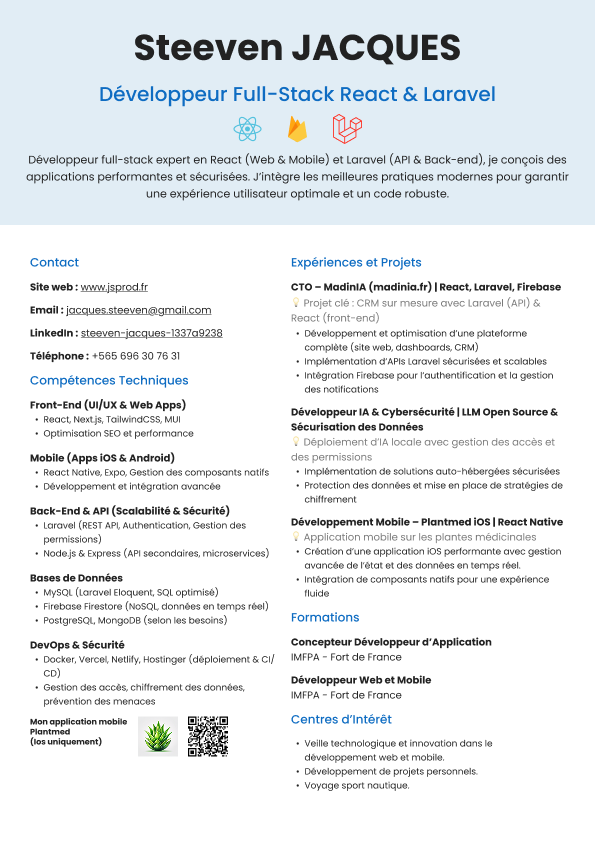 Steeven JACQUES
Développeur Full-Stack React & Laravel
Développeur full-stack expert en React (Web & Mobile) et Laravel (API & Back-end), je conçois des
applications performantes et sécurisées. J’intègre les meilleures pratiques modernes pour garantir
une expérience utilisateur optimale et un code robuste.
Contact
Site web : www.jsprod.fr
Email : jacques.steeven@gmail.com
LinkedIn : steeven-jacques-1337a9238
Téléphone : +565 696 30 76 31
Compétences Techniques
Front-End (UI/UX & Web Apps)
• React, Next.js, TailwindCSS, MUI
• Optimisation SEO et performance
Mobile (Apps iOS & Android)
• React Native, Expo, Gestion des composants natifs
• Développement et intégration avancée
Back-End & API (Scalabilité & Sécurité)
• Laravel (REST API, Authentication, Gestion des
permissions)
• Node.js & Express (API secondaires, microservices)
Bases de Données
• MySQL (Laravel Eloquent, SQL optimisé)
• Firebase Firestore (NoSQL, données en temps réel)
• PostgreSQL, MongoDB (selon les besoins)
DevOps & Sécurité
• Docker, Vercel, Netlify, Hostinger (déploiement & CI/
CD)
• Gestion des accès, chiffrement des données,
prévention des menaces
Mon application mobile
Plantmed
(Ios uniquement)
Expériences et Projets
CTO – MadinIA (madinia.fr) | React, Laravel, Firebase
💡 Projet clé : CRM sur mesure avec Laravel (API) &
React (front-end)
• Développement et optimisation d’une plateforme
complète (site web, dashboards, CRM)
• Implémentation d’APIs Laravel sécurisées et scalables
• Intégration Firebase pour l’authentification et la gestion
des notifications
Développeur IA & Cybersécurité | LLM Open Source &
Sécurisation des Données
💡 Déploiement d’IA locale avec gestion des accès et
des permissions
• Implémentation de solutions auto-hébergées sécurisées
• Protection des données et mise en place de stratégies de
chiffrement
Développement Mobile – Plantmed iOS | React Native
💡 Application mobile sur les plantes médicinales
• Création d’une application iOS performante avec gestion
avancée de l’état et des données en temps réel.
• Intégration de composants natifs pour une expérience
fluide
Formations
Concepteur Développeur d’Application
IMFPA - Fort de France
Développeur Web et Mobile
IMFPA - Fort de France
Centres d’Intérêt
• Veille technologique et innovation dans le
développement web et mobile.
• Développement de projets personnels.
• Voyage sport nautique.